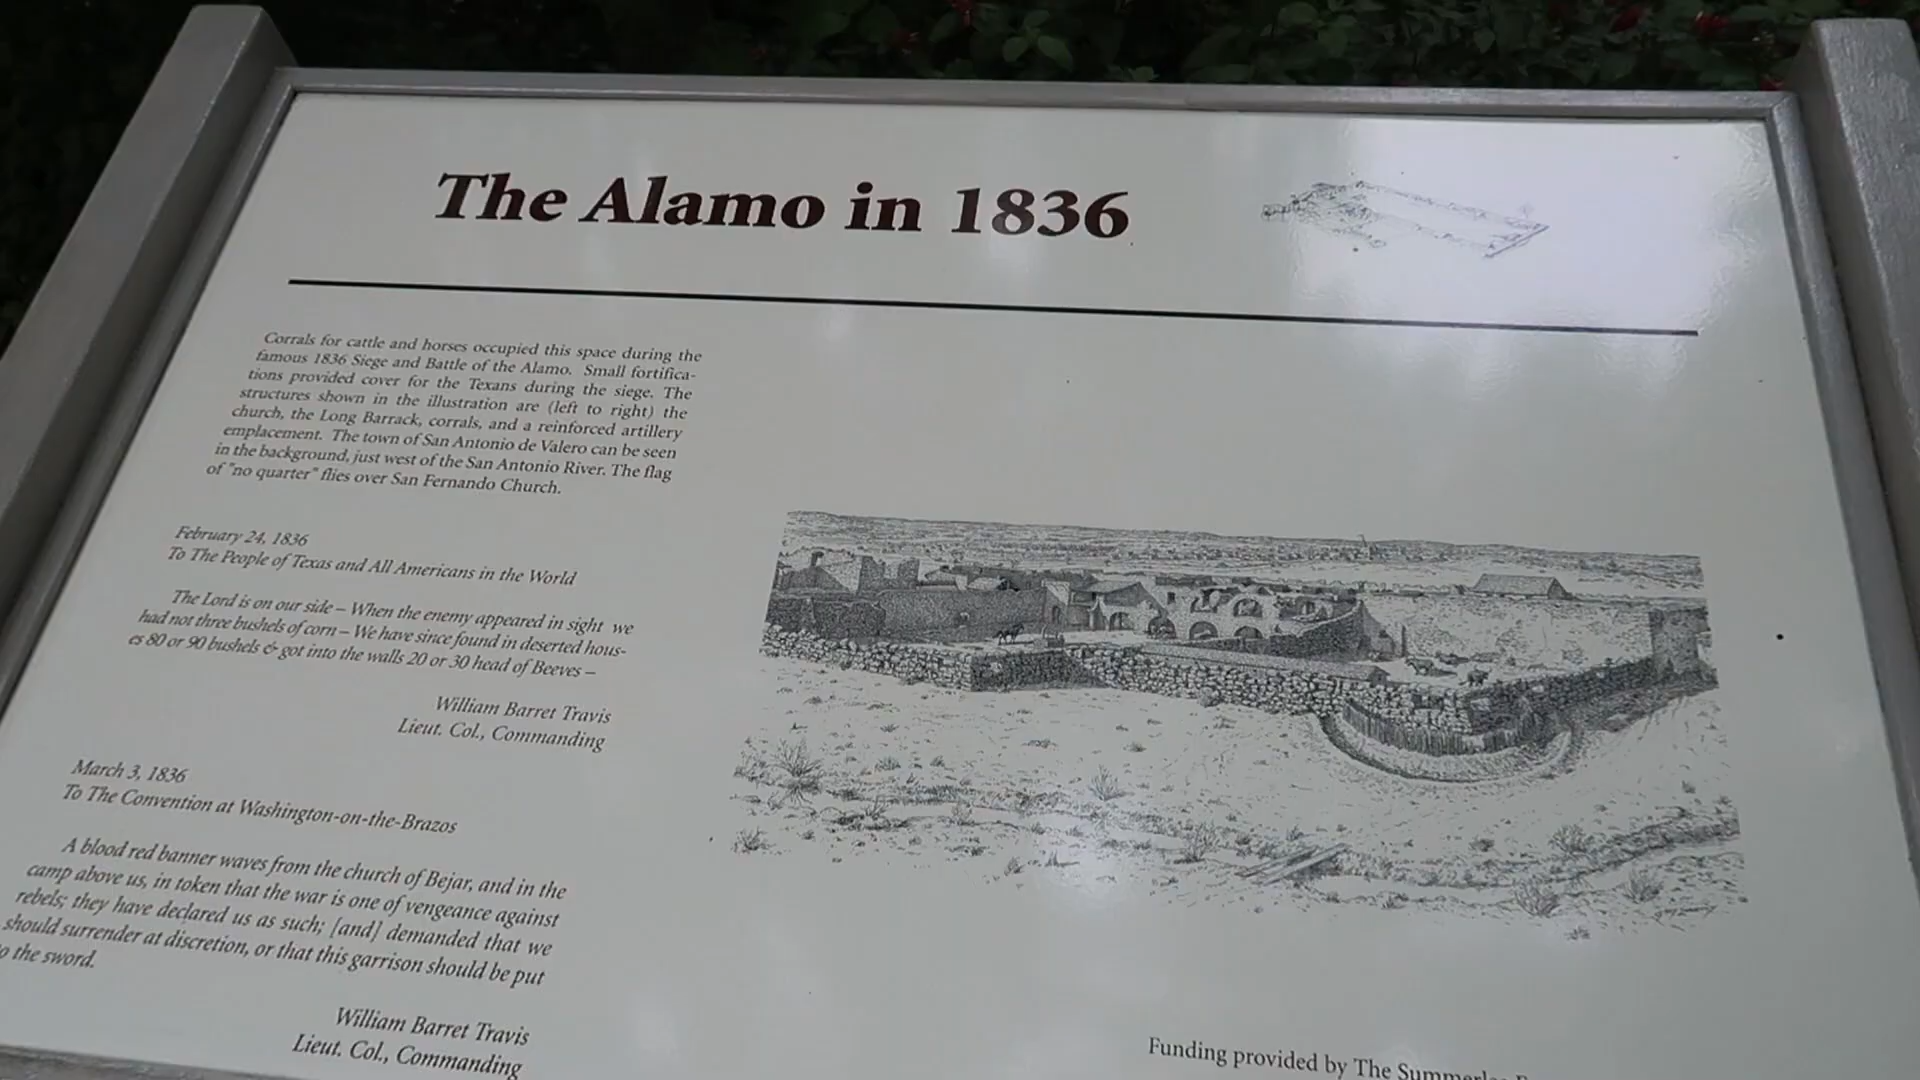 The Alamo in 1836
Corrals for cattle and horses occupied this space during the
famous 1836 Siege and Battle of the Alamo. Small fortifica-
tions provided cover for the Texans during the siege. The
structures shown in the illustration are (left to right) the
church, the Long Barrack, corrals, and a reinforced artillery
emplacement. The town of San Antonio de Valero can be seen
in the background, just west of the San Antonio River. The flag
of "no quarter" flies over San Fernando Church.
February 24, 1836
To The People of Texas and All Americans in the World
The Lord is on our side – When the enemy appeared in sight we
had not three bushels of corn – We have since found in deserted hous-
es 80 or 90 bushels & got into the walls 20 or 30 head of Beeves –
William Barret Travis
Lieut. Col., Commanding
March 3, 1836
To The Convention at Washington-on-the-Brazos
A blood red banner waves from the church of Bejar, and in the
camp above us, in token that the war is one of vengeance against
rebels; they have declared us as such; [and] demanded that we
should surrender at discretion, or that this garrison should be put
to the sword.
William Barret Travis
Lieut. Col., Commanding
Funding provided by The